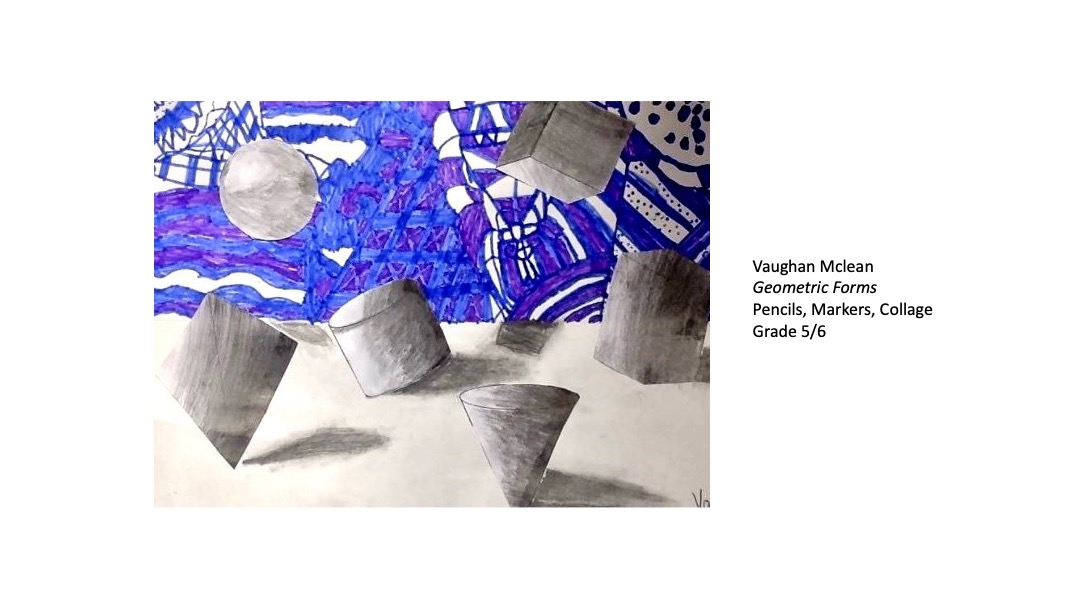 Vaughan Mclean
Geometric Forms
Pencils, Markers, Collage
Grade 5/6